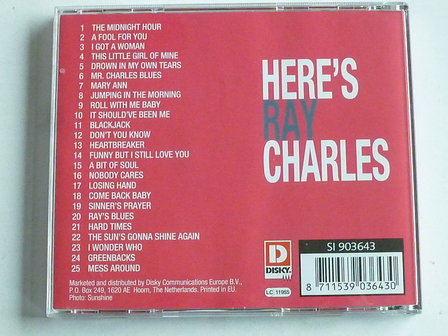 1 THE MIDNIGHT HOUR
2 A FOOL FOR YOU
3 I GOT A WOMAN
4 THIS LITTLE GIRL OF MINE
5 DROWN IN MY OWN TEARS
6 MR. CHARLES BLUES
7 MARY ANN
8 JUMPING IN THE MORNING
9 ROLL WITH ME BABY
10 IT SHOULD'VE BEEN ME
11 BLACKJACK
12 DON'T YOU KNOW
13 HEARTBREAKER
14 FUNNY BUT I STILL LOVE YOU
15 A BIT OF SOUL
16 NOBODY CARES
17 LOSING HAND
18 COME BACK BABY
19 SINNER'S PRAYER
20 RAY'S BLUES
21 HARD TIMES
22 THE SUN'S GONNA SHINE AGAIN
23 I WONDER WHO
24 GREENBACKS
25 MESS AROUND
Marketed and distributed by Disky Communications Europe B.V.,
P.O. Box 249, 1620 AE Hoorn, The Netherlands. Printed in EU.
Photo: Sunshine
HERE'S
RAY
CHARLES
D
DISKY
LC 11955
SI 903643
8 711539 036430